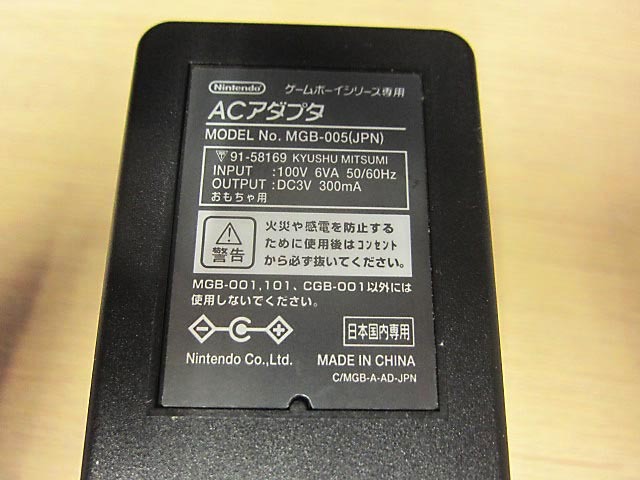 Nintendo ゲームボーイシリーズ専用
ACアダプタ
MODEL No. MGB-005(JPN)
91-58169 KYUSHU MITSUMI
INPUT :100V 6VA 50/60Hz
OUTPUT :DC3V 300mA
おもちゃ用
警告
火災や感電を防止する
ために使用後はコンセント
から必ず抜いてください。
MGB-001,101、CGB-001以外には
使用しないでください。
日本国内専用
Nintendo Co.,Ltd. MADE IN CHINA
C/MGB-A-AD-JPN